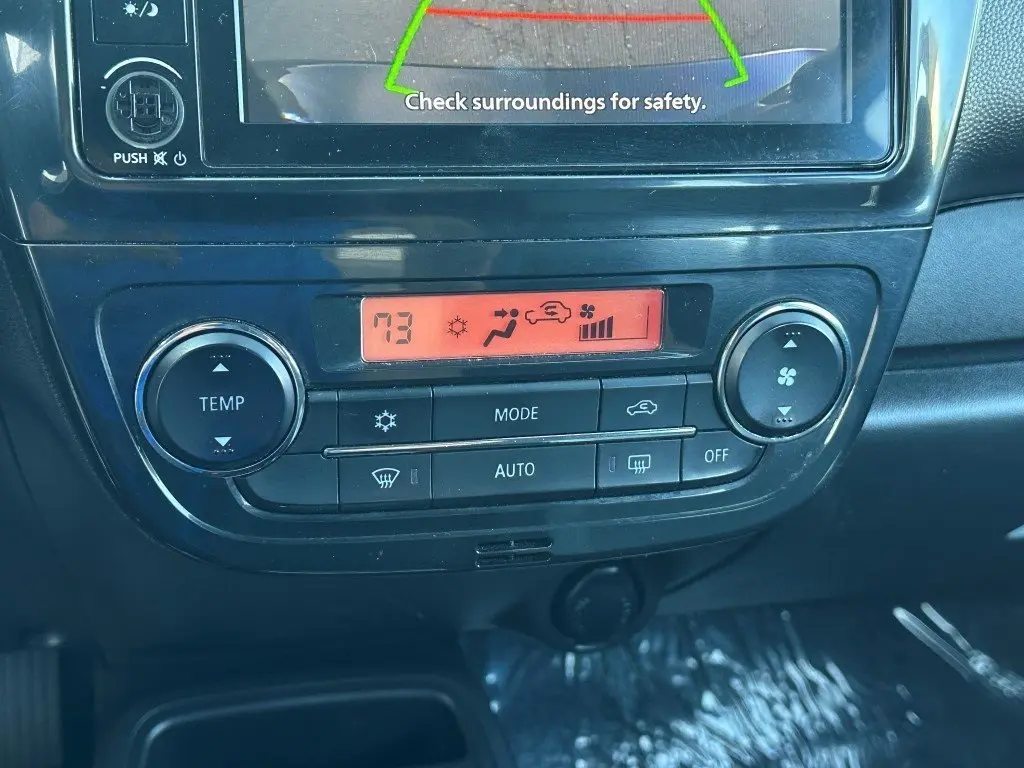 Check surroundings for safety.
PUSH
73
TEMP
MODE
AUTO
OFF